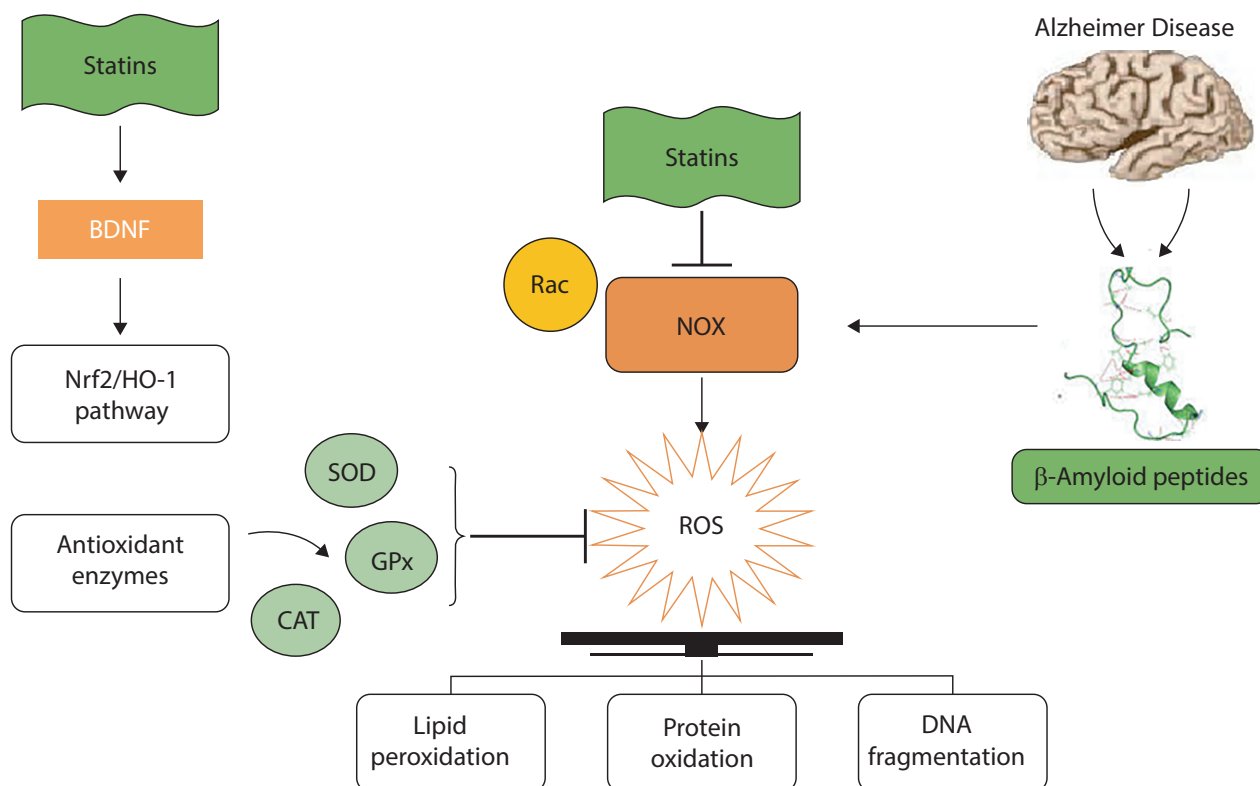 Alzheimer Disease
Statins
Statins
BDNF
Rac
NOX
Nrf2/HO-1
pathway
SOD
β-Amyloid peptides
ROS
Antioxidant
enzymes
GPx
CAT
Lipid
peroxidation
Protein
oxidation
DNA
fragmentation